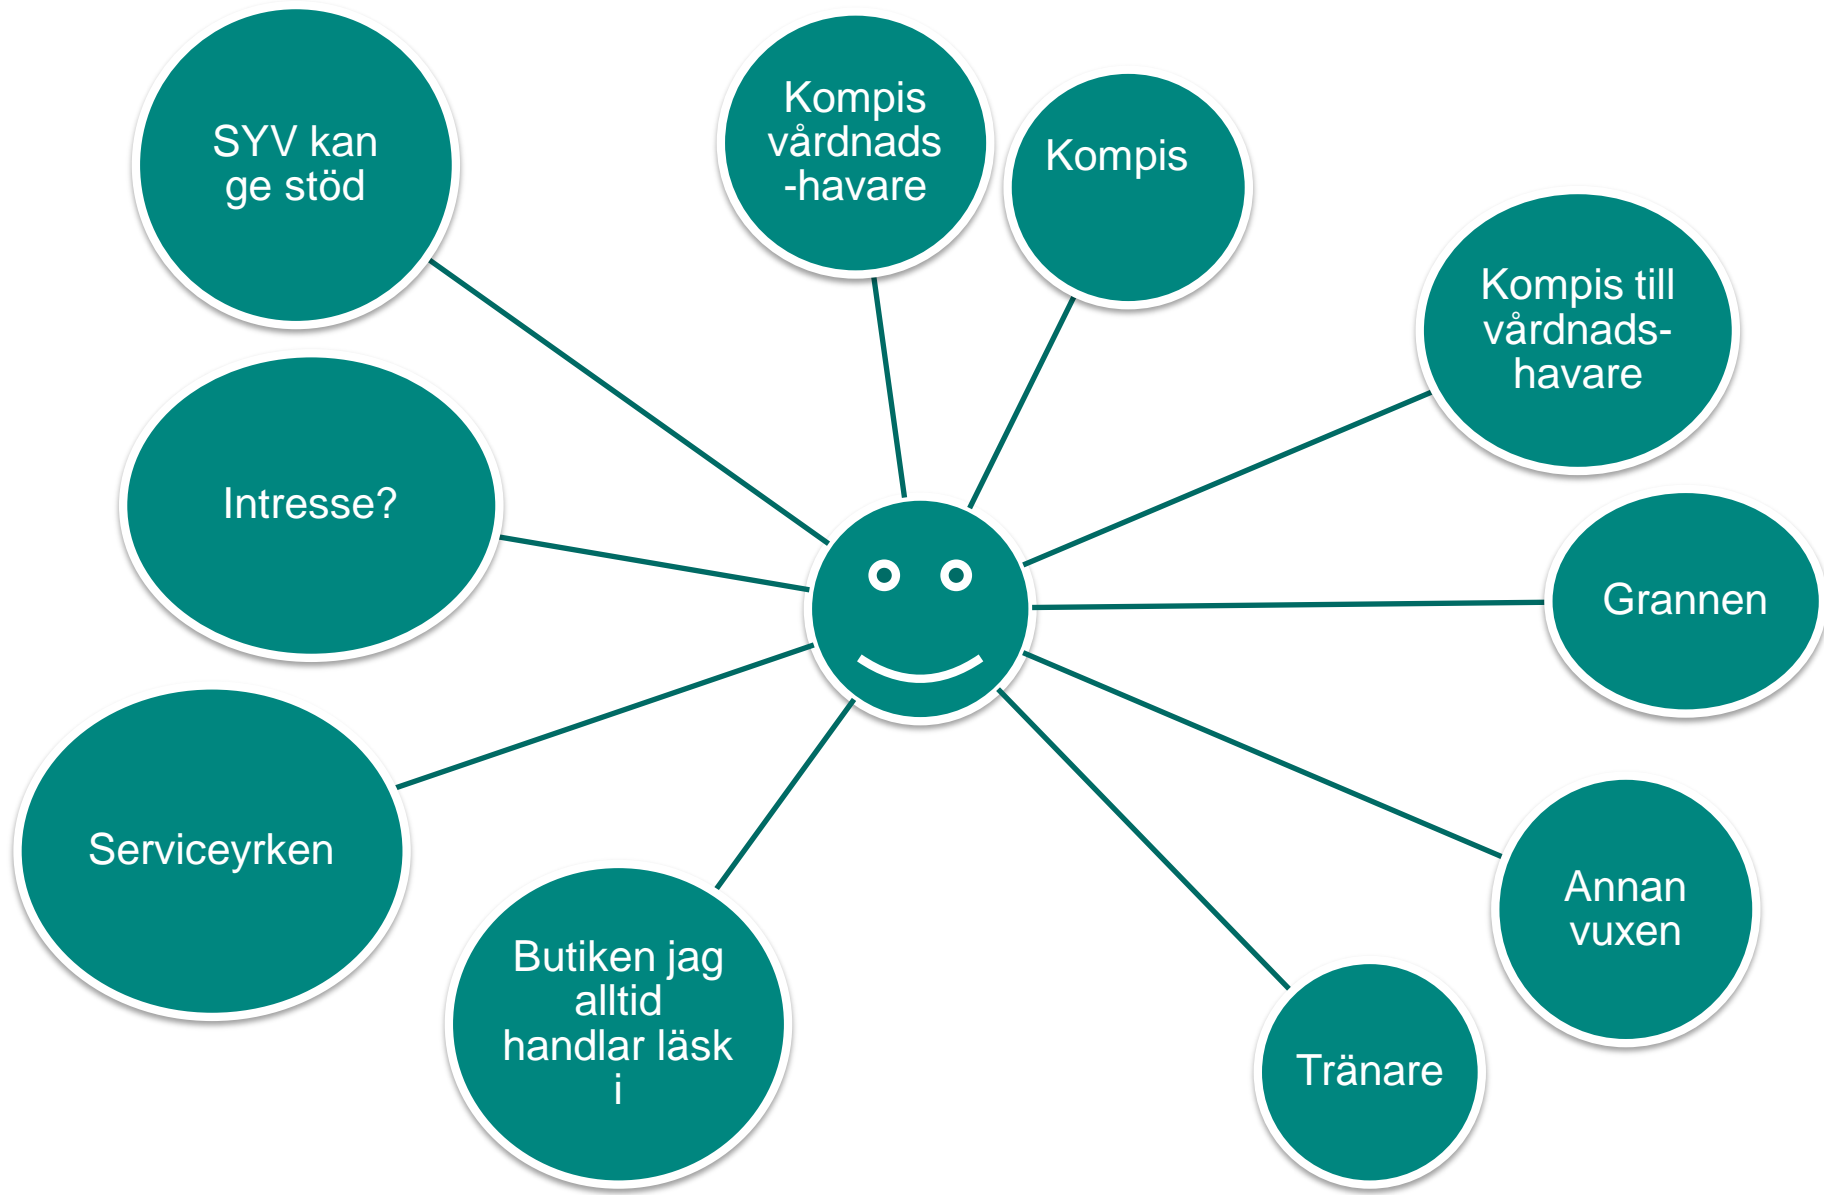 SYV kan
ge stöd
Kompis
vårdnads
-havare
Kompis
Kompis till
vårdnads-
havare
Intresse?
Grannen
Serviceyrken
Butiken jag
alltid
handlar läsk
i
Annan
vuxen
Tränare